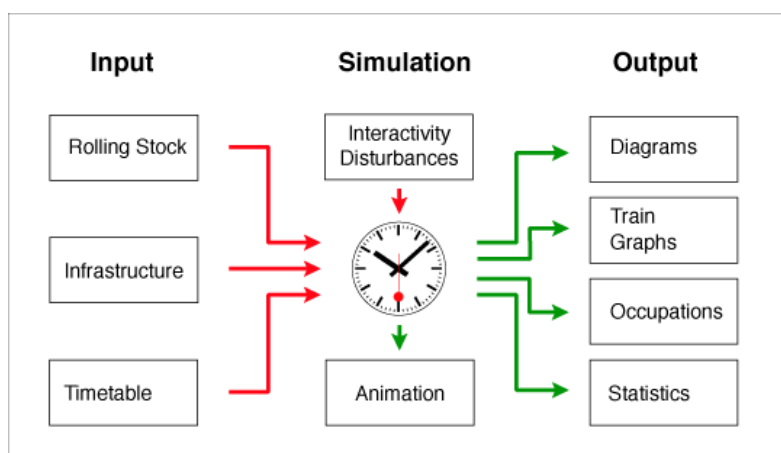 Input
Simulation
Output
Rolling Stock
Interactivity
Disturbances
Diagrams
Train
Graphs
Infrastructure
Occupations
Timetable
Animation
Statistics